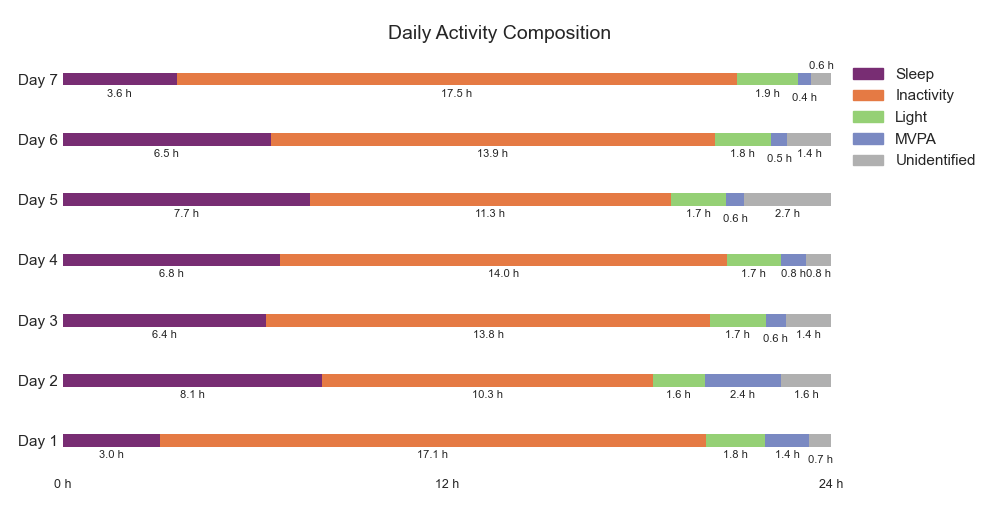 Daily Activity Composition
0.6 h
Day 7
3.6 h 17.5 h 1.9 h 0.4 h
Day 6
6.5 h 13.9 h 1.8 h 0.5 h 1.4 h
Day 5
7.7 h 11.3 h 1.7 h 0.6 h 2.7 h
Day 4
6.8 h 14.0 h 1.7 h 0.8 h 0.8 h
Day 3
6.4 h 13.8 h 1.7 h 0.6 h 1.4 h
Day 2
8.1 h 10.3 h 1.6 h 2.4 h 1.6 h
Day 1
3.0 h 17.1 h 1.8 h 1.4 h 0.7 h
0 h 12 h 24 h
Sleep
Inactivity
Light
MVPA
Unidentified